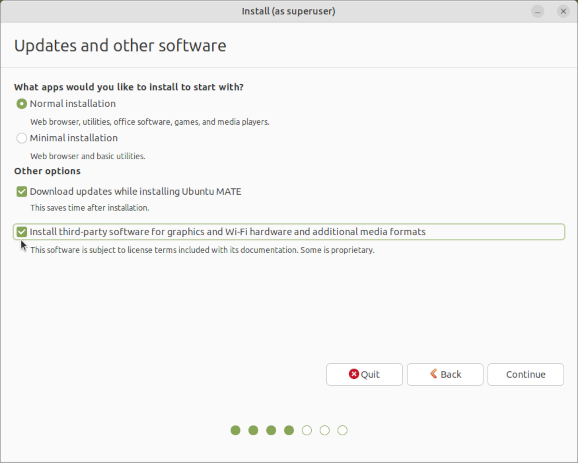 Install (as superuser)
Updates and other software
What apps would you like to install to start with?
Normal installation
Web browser, utilities, office software, games, and media players.
Minimal installation
Web browser and basic utilities.
Other options
Download updates while installing Ubuntu MATE
This saves time after installation.
Install third-party software for graphics and Wi-Fi hardware and additional media formats
This software is subject to license terms included with its documentation. Some is proprietary.
Quit Back Continue